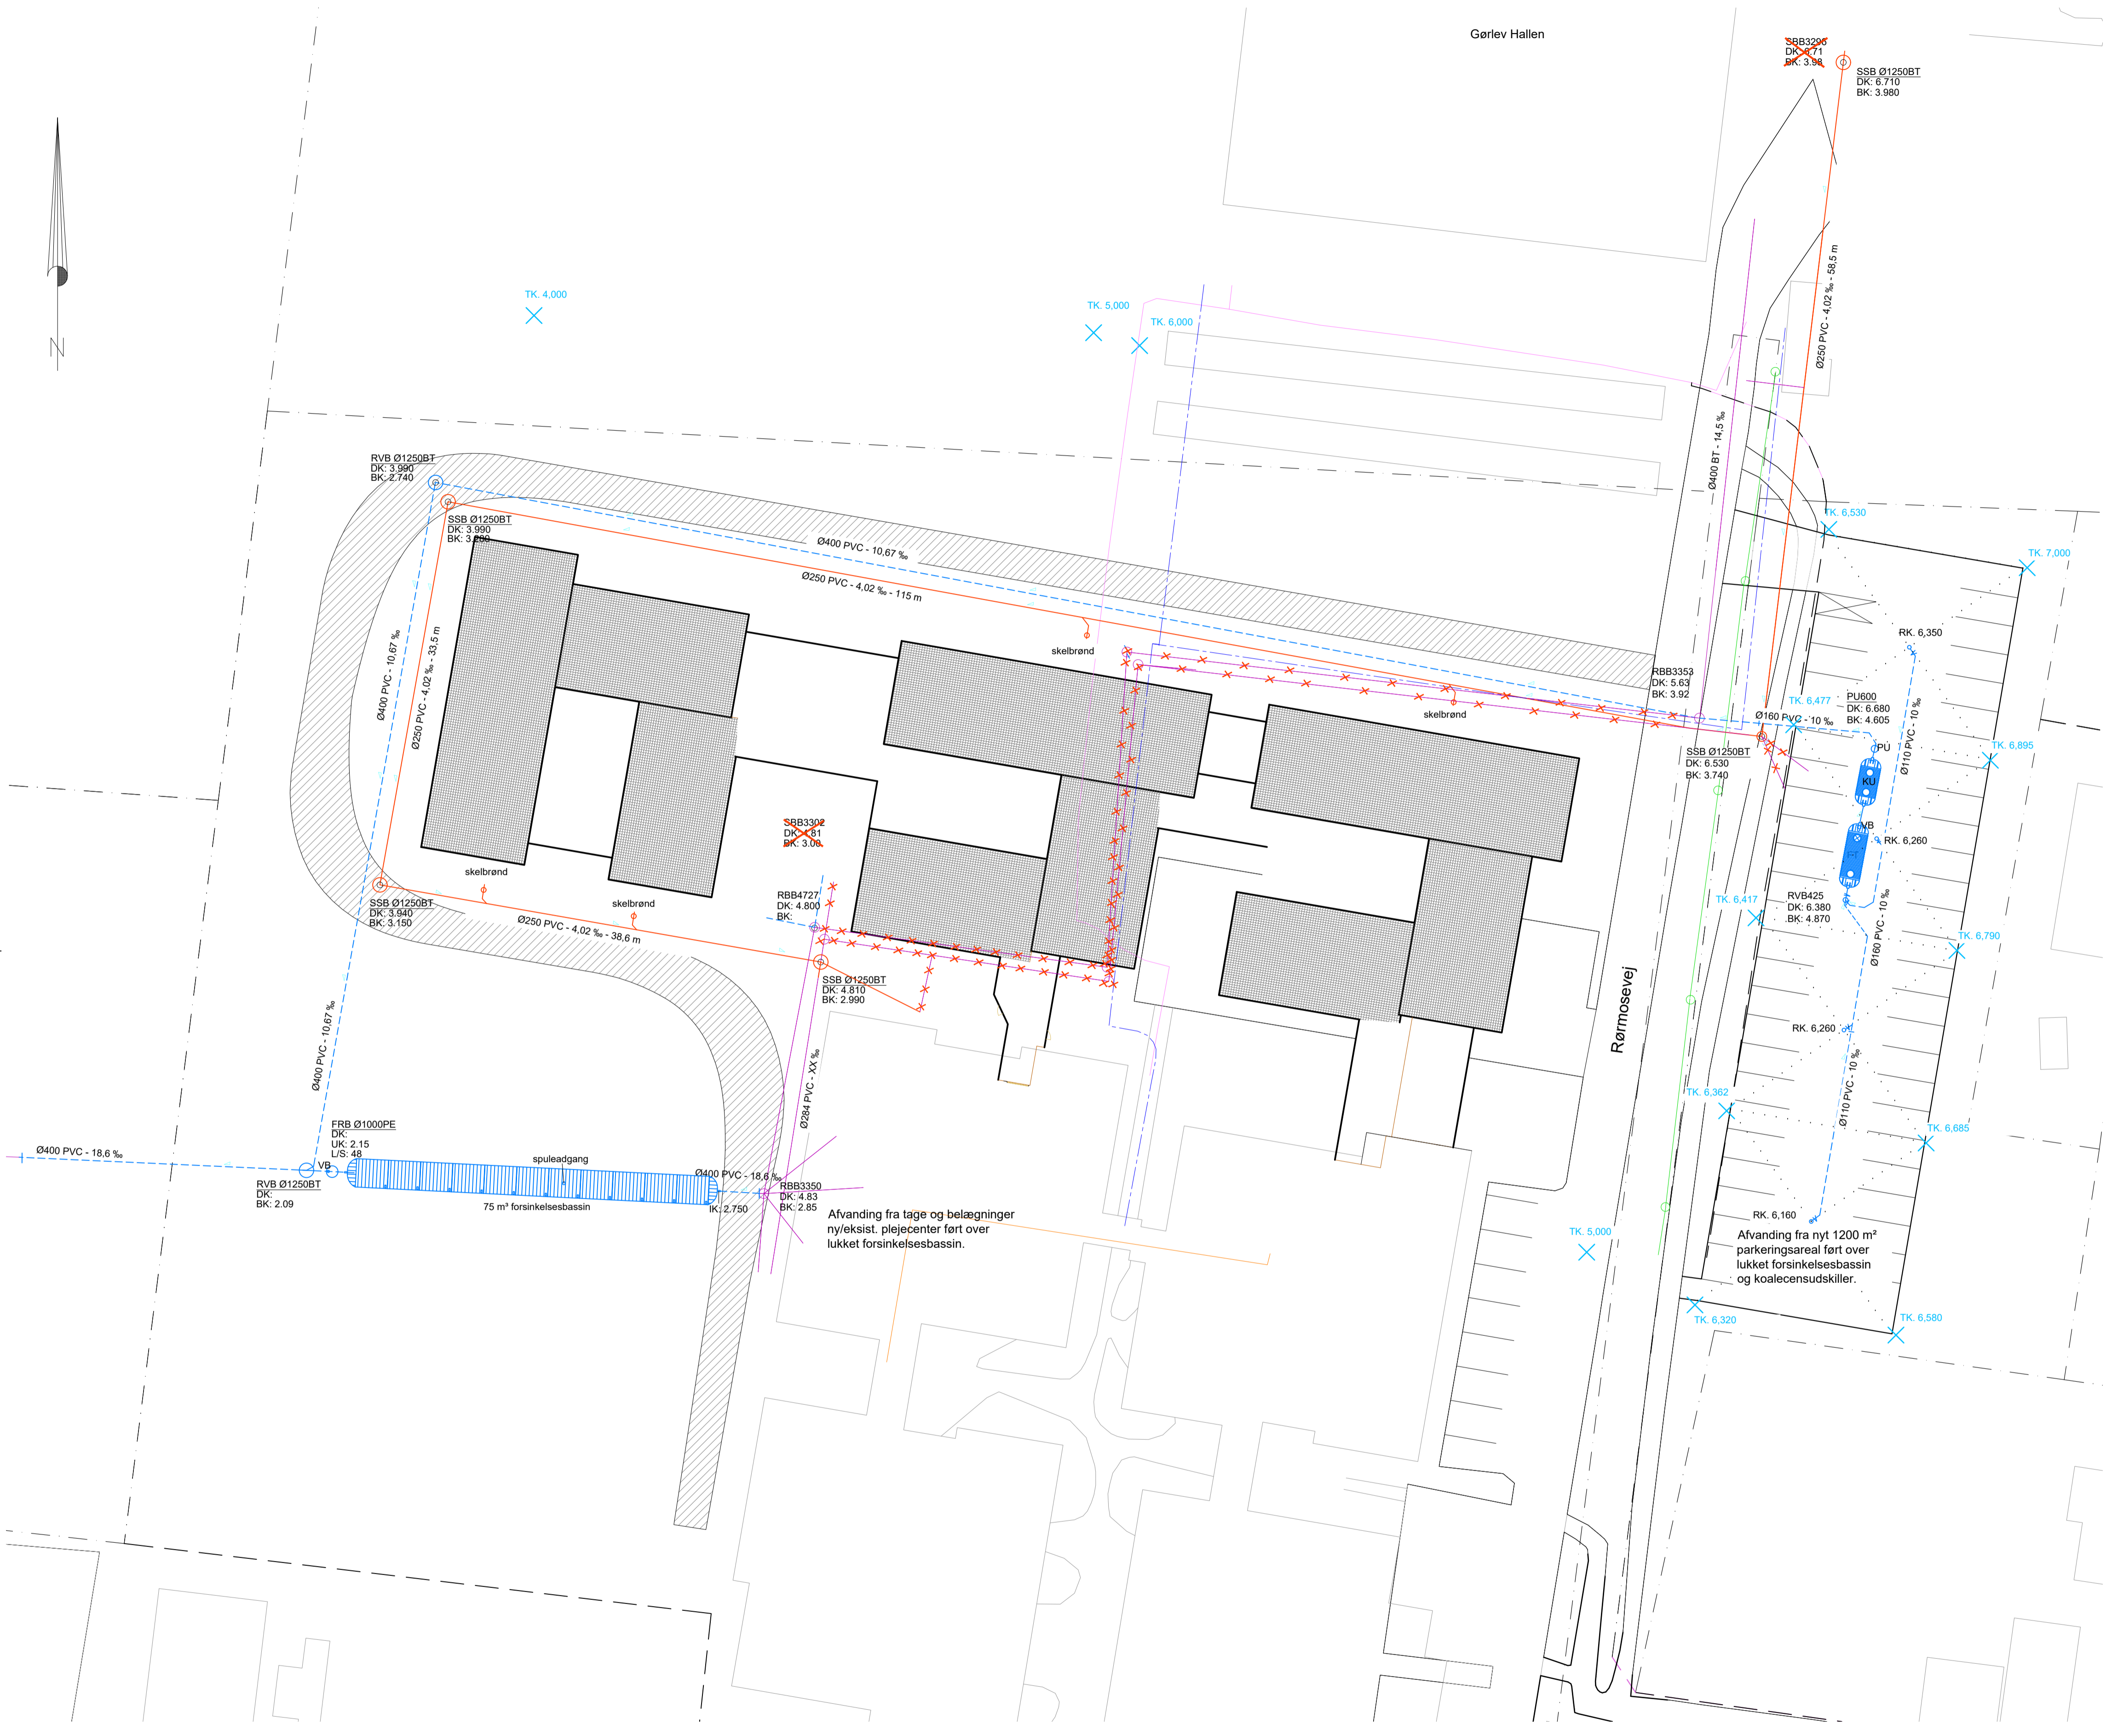 Gørlev Hallen
SBB3296
DK: 6.71
BK: 3.98
SSB Ø1250BT
DK: 6.710
BK: 3.980
N
TK. 4,000
TK. 5,000
TK. 6,000
Ø250 PVC - 4,02 ‰ - 58,5 m
Ø400 BT - 14,5 ‰
RVB Ø1250BT
DK: 3.990
BK: 2.740
SSB Ø1250BT
DK: 3.990
BK: 3.280
Ø400 PVC - 10,67 ‰
Ø250 PVC - 4,02 ‰ - 115 m
TK. 6,530
TK. 7,000
RK. 6,350
skelbrønd
skelbrønd
RBB3353
DK: 5.63
BK: 3.92
TK. 6,477
PU600
DK: 6.680
BK: 4.605
Ø160 PVC - 10 ‰
PU
Ø110 PVC - 10 ‰
TK. 6,895
SSB Ø1250BT
DK: 6.530
BK: 3.740
KU
VB
RK. 6,260
Ø400 PVC - 10,67 ‰
Ø250 PVC - 4,02 ‰ - 33,5 m
SBB3302
DK: 4.81
BK: 3.00
skelbrønd
skelbrønd
RBB4727
DK: 4.800
BK:
SSB Ø1250BT
DK: 3.940
BK: 3.150
Ø250 PVC - 4,02 ‰ - 38,6 m
SSB Ø1250BT
DK: 4.810
BK: 2.990
RVB425
DK: 6.380
BK: 4.870
TK. 6,417
TK. 6,790
Ø160 PVC - 10 ‰
Rørmosevej
RK. 6,260
Ø400 PVC - 10,67 ‰
Ø284 PVC - XX ‰
TK. 6,362
Ø110 PVC - 10 ‰
TK. 6,685
FRB Ø1000PE
DK:
UK: 2.15
L/S: 48
Ø400 PVC - 18,6 ‰
VB
spuleadgang
Ø400 PVC - 18,6 ‰
RVB Ø1250BT
DK:
BK: 2.09
75 m³ forsinkelsesbassin
IK: 2.750
RBB3350
DK: 4.83
BK: 2.85
Afvanding fra tage og belægninger
ny/eksist. plejecenter ført over
lukket forsinkelsesbassin.
RK. 6,160
TK. 5,000
Afvanding fra nyt 1200 m²
parkeringsareal ført over
lukket forsinkelsesbassin
og koalecensudskiller.
TK. 6,320
TK. 6,580